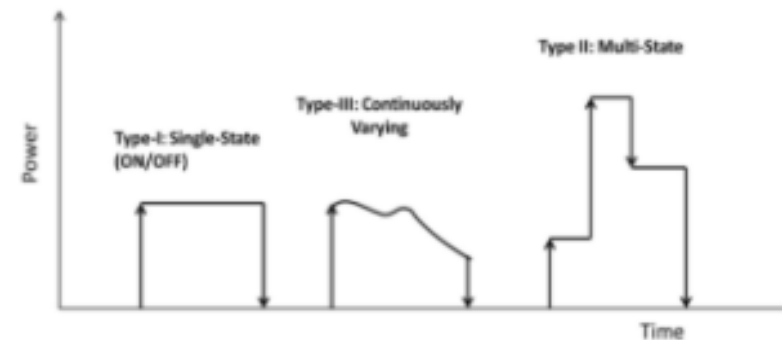 Type II: Multi-State
Type-III: Continuously
Varying
Type-I: Single-State
(ON/OFF)
Power
Time